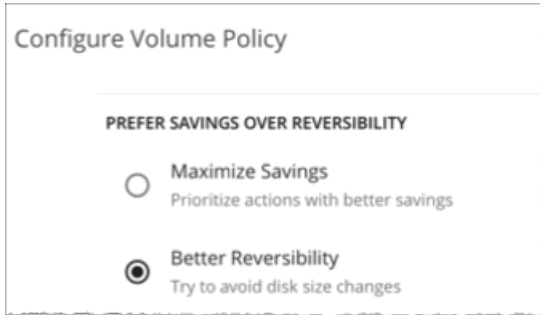 Configure Volume Policy
PREFER SAVINGS OVER REVERSIBILITY
Maximize Savings
Prioritize actions with better savings
Better Reversibility
Try to avoid disk size changes